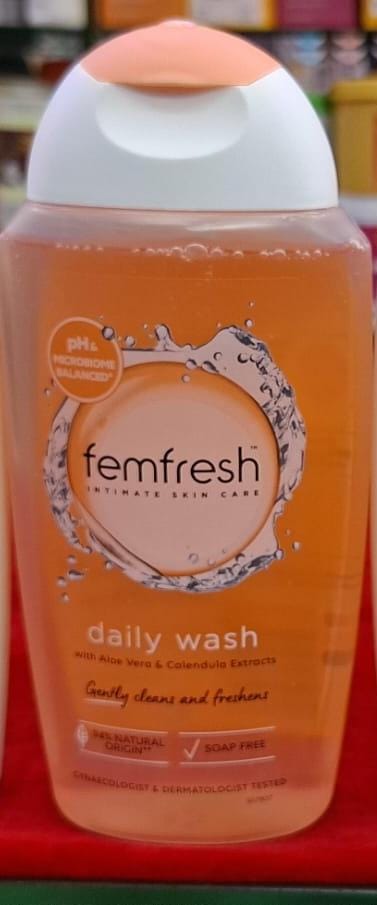 pH &
MICROBIOME
BALANCED*
femfresh™
INTIMATE SKIN CARE
daily wash
with Aloe Vera & Calendula Extracts
Gently cleans and freshens
94% NATURAL
ORIGIN**
SOAP FREE
GYNAECOLOGIST & DERMATOLOGIST TESTED